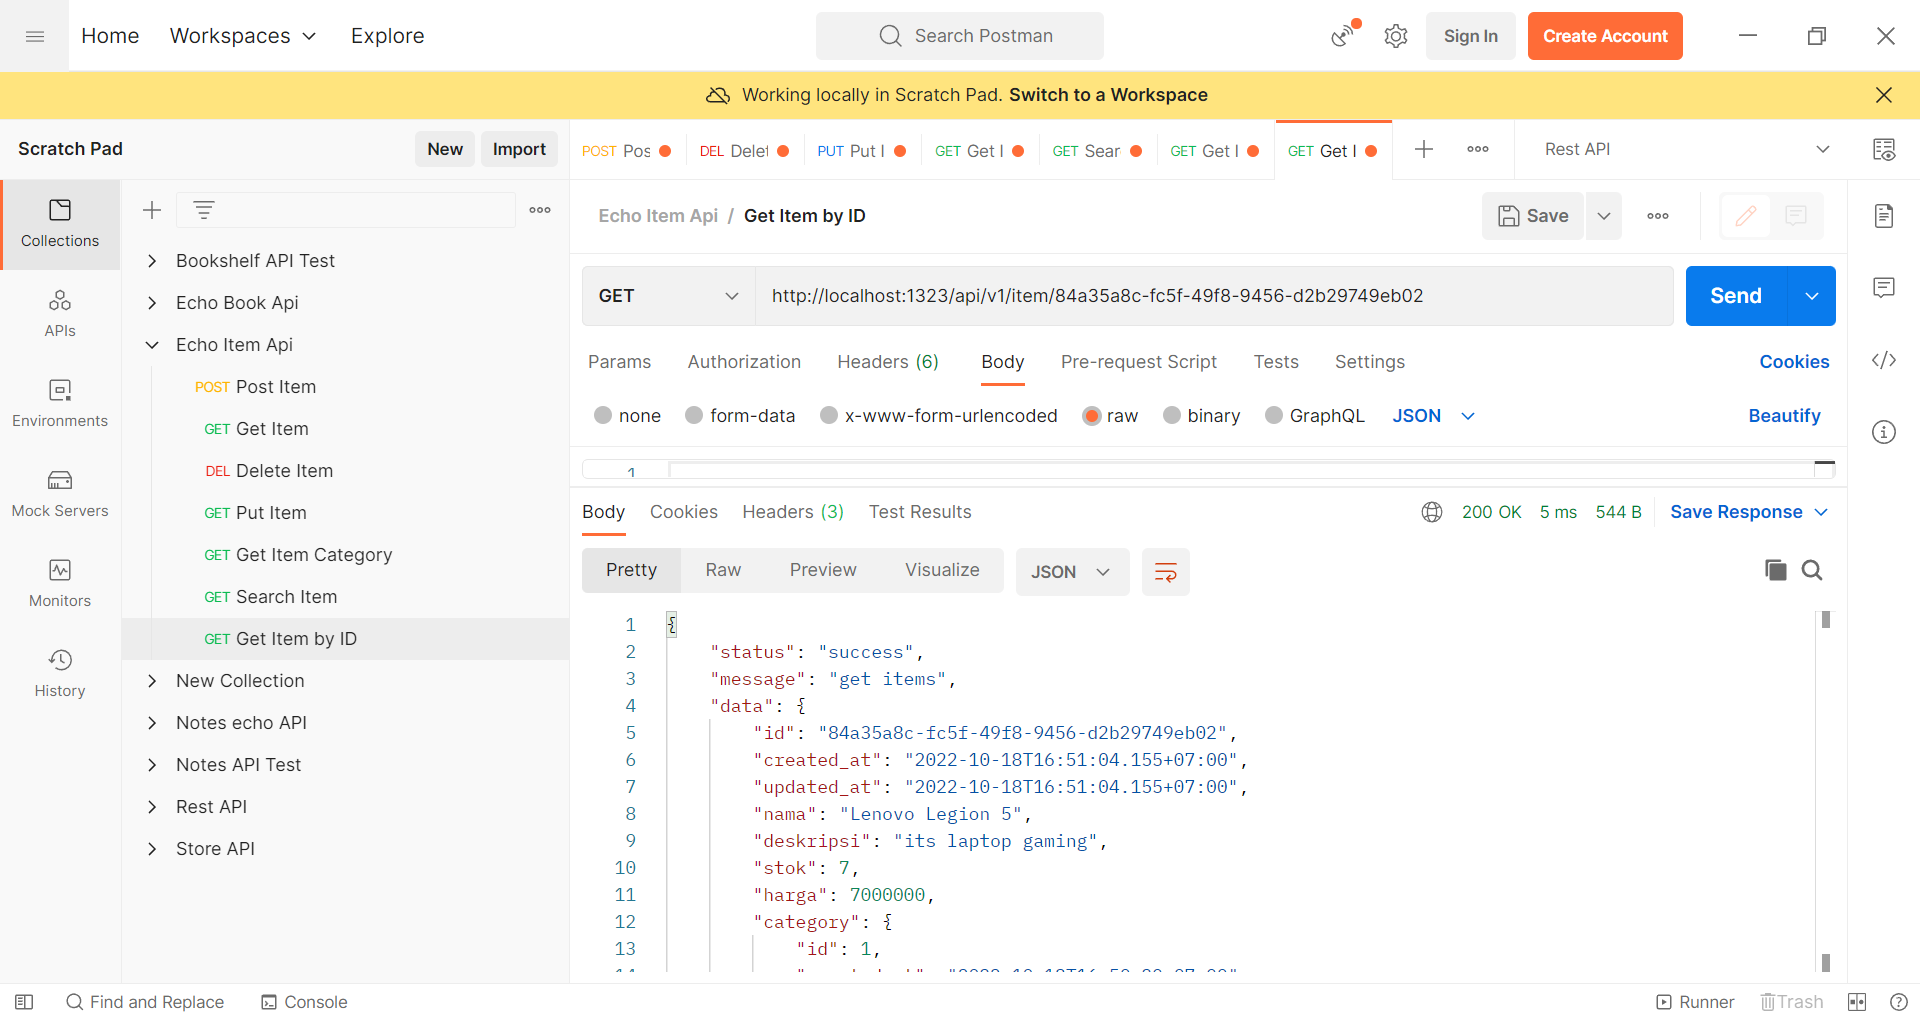 Home Workspaces Explore Search Postman Sign In Create Account
Working locally in Scratch Pad. Switch to a Workspace
Scratch Pad New Import
POST Pos DEL Delet PUT Put I GET Get I GET Sear GET Get I GET Get I Rest API
Collections
APIs
Environments
Mock Servers
Monitors
History
Bookshelf API Test
Echo Book Api
Echo Item Api
POST Post Item
GET Get Item
DEL Delete Item
GET Put Item
GET Get Item Category
GET Search Item
GET Get Item by ID
New Collection
Notes echo API
Notes API Test
Rest API
Store API
Echo Item Api / Get Item by ID Save
GET http://localhost:1323/api/v1/item/84a35a8c-fc5f-49f8-9456-d2b29749eb02 Send
Params Authorization Headers (6) Body Pre-request Script Tests Settings Cookies
none form-data x-www-form-urlencoded raw binary GraphQL JSON Beautify
1
Body Cookies Headers (3) Test Results 200 OK 5 ms 544 B Save Response
Pretty Raw Preview Visualize JSON
1 {
2 "status": "success",
3 "message": "get items",
4 "data": {
5 "id": "84a35a8c-fc5f-49f8-9456-d2b29749eb02",
6 "created_at": "2022-10-18T16:51:04.155+07:00",
7 "updated_at": "2022-10-18T16:51:04.155+07:00",
8 "nama": "Lenovo Legion 5",
9 "deskripsi": "its laptop gaming",
10 "stok": 7,
11 "harga": 7000000,
12 "category": {
13 "id": 1,
Find and Replace Console Runner Trash